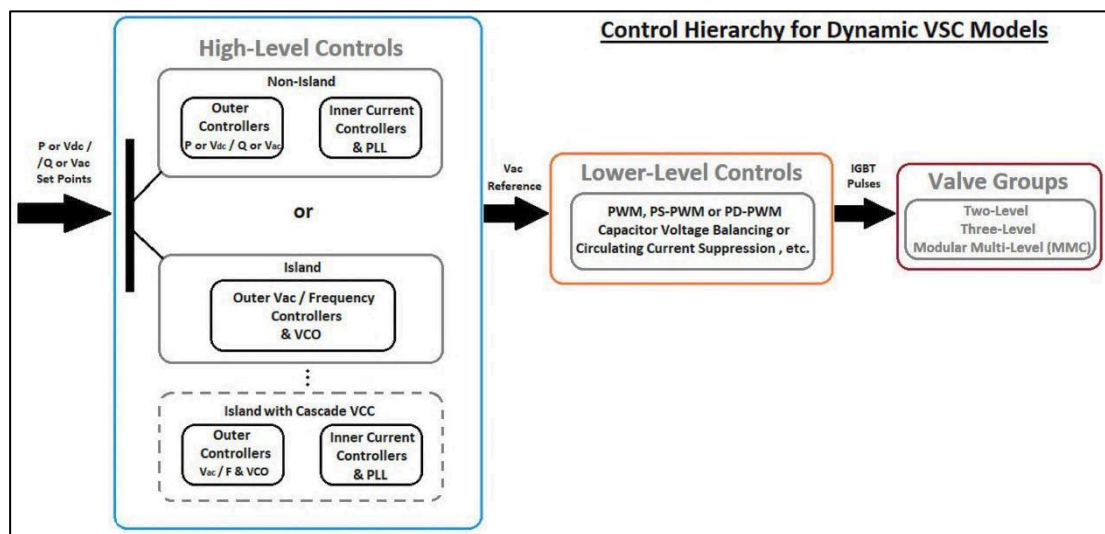 Control Hierarchy for Dynamic VSC Models
High-Level Controls
Non-Island
Outer
Controllers
P or Vdc / Q or Vac
Inner Current
Controllers
& PLL
P or Vdc /
/Q or Vac
Set Points
or
Island
Outer Vac / Frequency
Controllers
& VCO
Island with Cascade VCC
Outer
Controllers
Vac / F & VCO
Inner Current
Controllers
& PLL
Vac
Reference
Lower-Level Controls
PWM, PS-PWM or PD-PWM
Capacitor Voltage Balancing or
Circulating Current Suppression , etc.
IGBT
Pulses
Valve Groups
Two-Level
Three-Level
Modular Multi-Level (MMC)